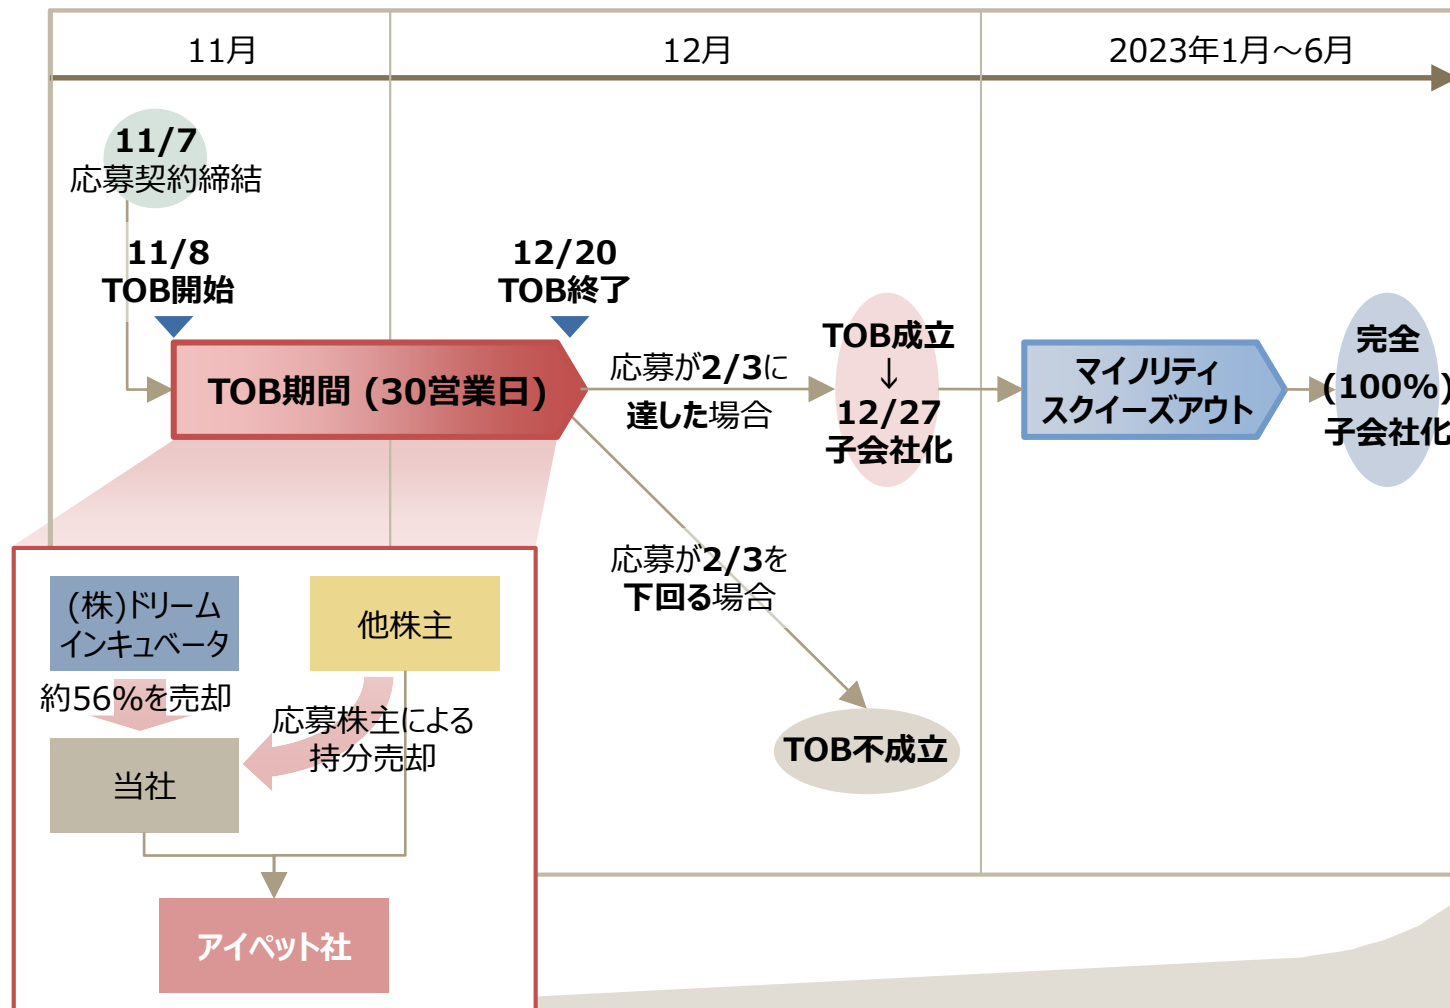 11月
12月
2023年1月～6月
11/7
応募契約締結
11/8
TOB開始
12/20
TOB終了
TOB期間 (30営業日)
応募が2/3に
達した場合
TOB成立
↓
12/27
子会社化
マイノリティ
スクイーズアウト
完全
(100%)
子会社化
応募が2/3を
下回る場合
TOB不成立
(株)ドリーム
インキュベータ
他株主
約56%を売却
応募株主による
持分売却
当社
アイペット社